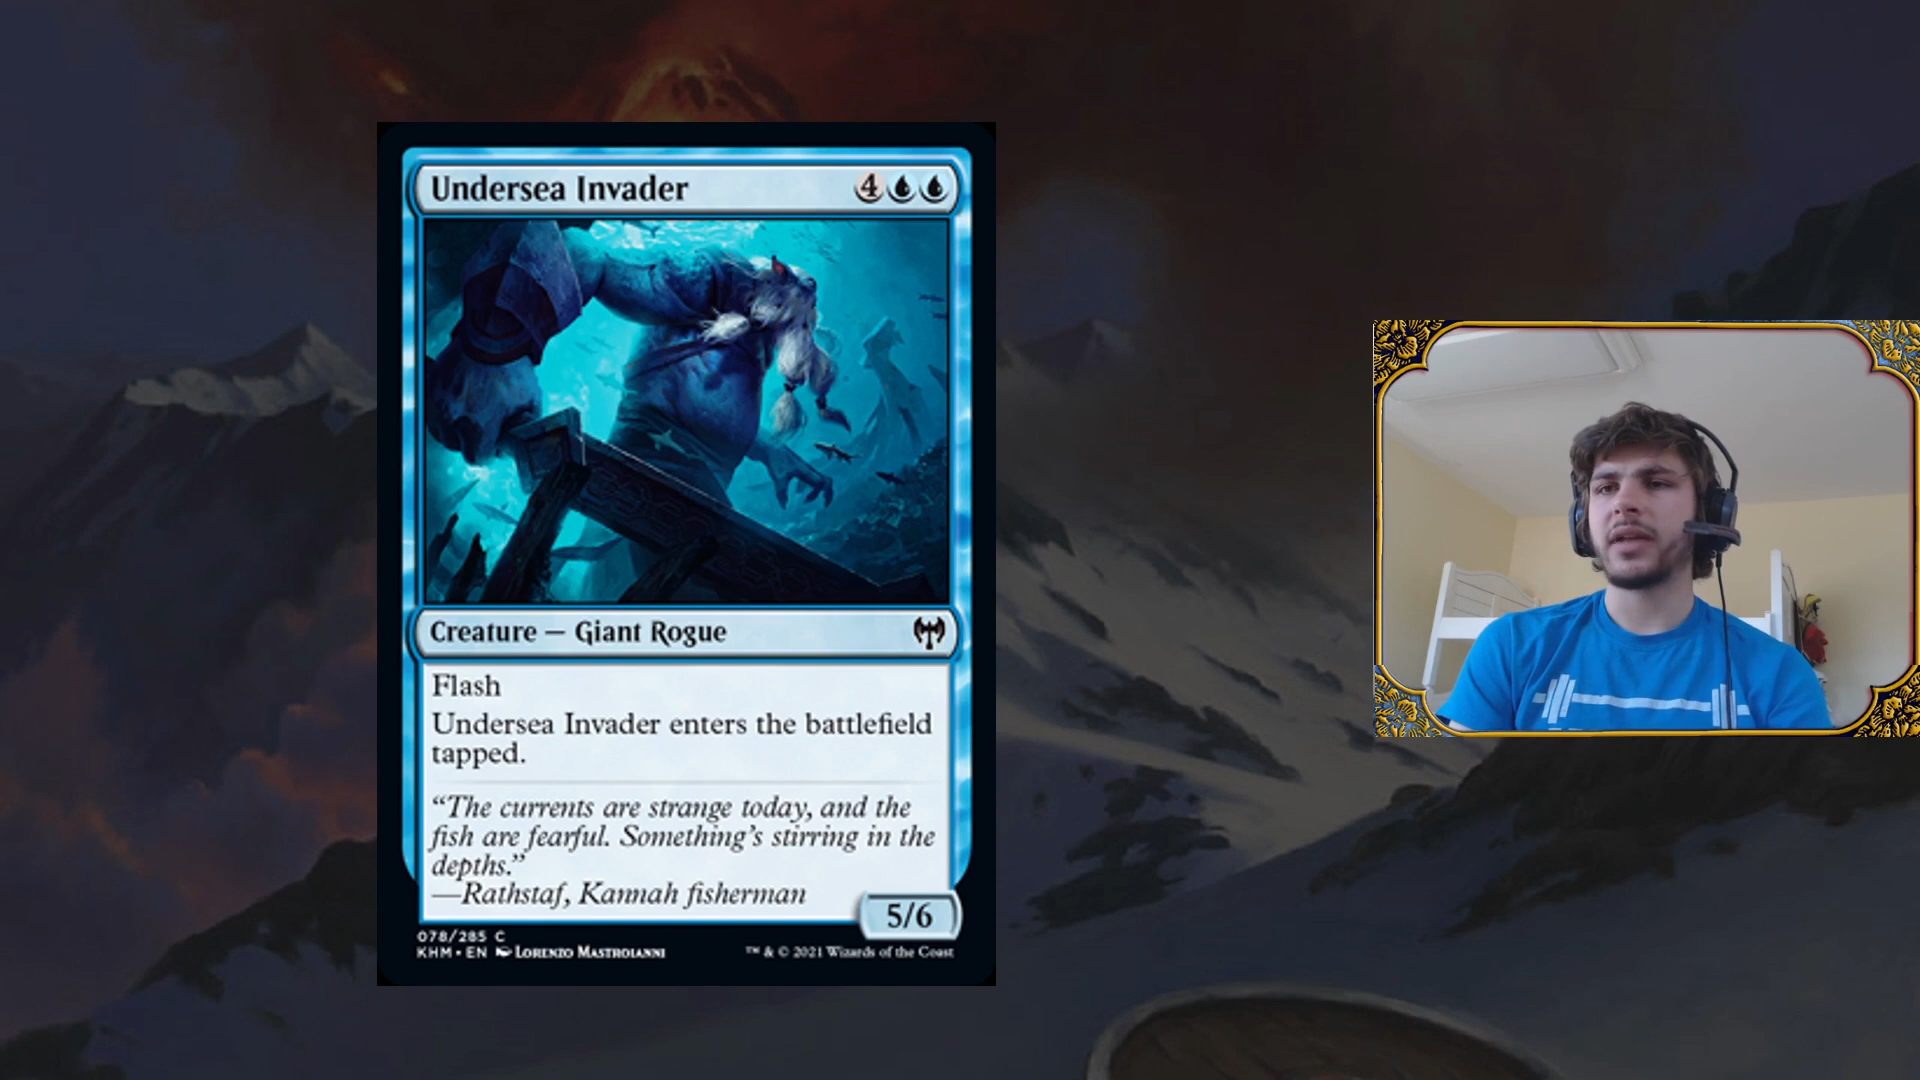 Undersea Invader 4
Creature — Giant Rogue
Flash
Undersea Invader enters the battlefield
tapped.
“The currents are strange today, and the
fish are fearful. Something’s stirring in the
depths.”
—Rathstaf, Kannah fisherman
5/6
078/285 C
KHM • EN Lorenzo Mastroianni
™ & © 2021 Wizards of the Coast